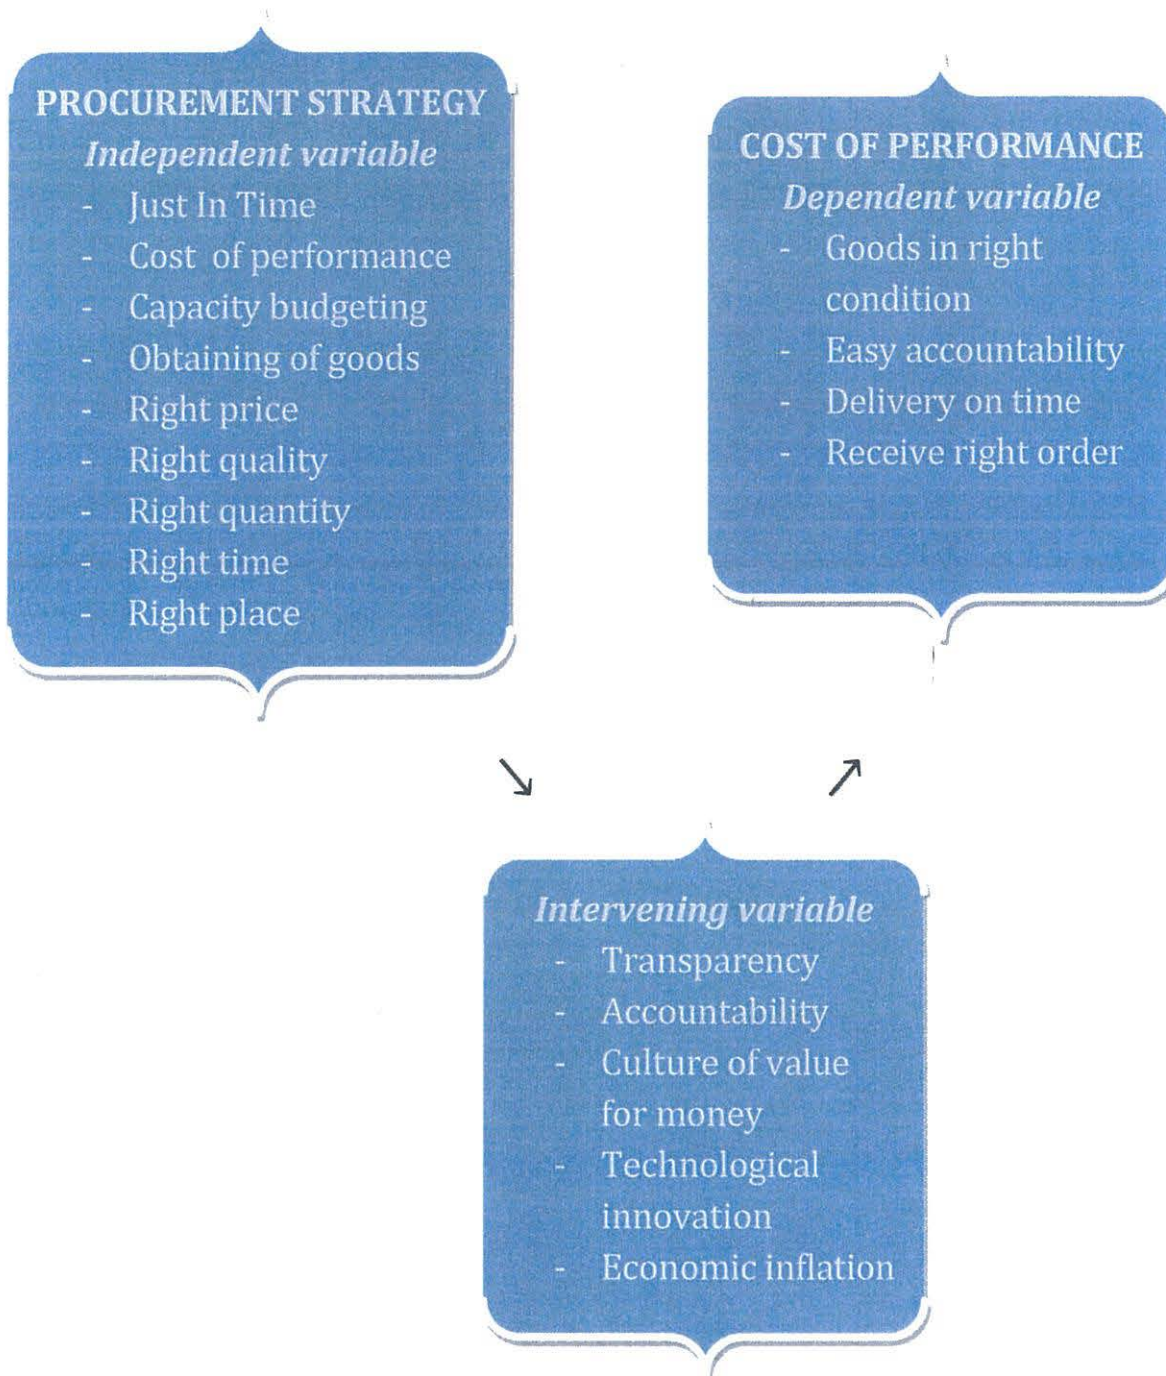 PROCUREMENT STRATEGY
Independent variable
- Just In Time
- Cost of performance
- Capacity budgeting
- Obtaining of goods
- Right price
- Right quality
- Right quantity
- Right time
- Right place
COST OF PERFORMANCE
Dependent variable
- Goods in right
condition
- Easy accountability
- Delivery on time
- Receive right order
Intervening variable
- Transparency
- Accountability
- Culture of value
for money
- Technological
innovation
- Economic inflation